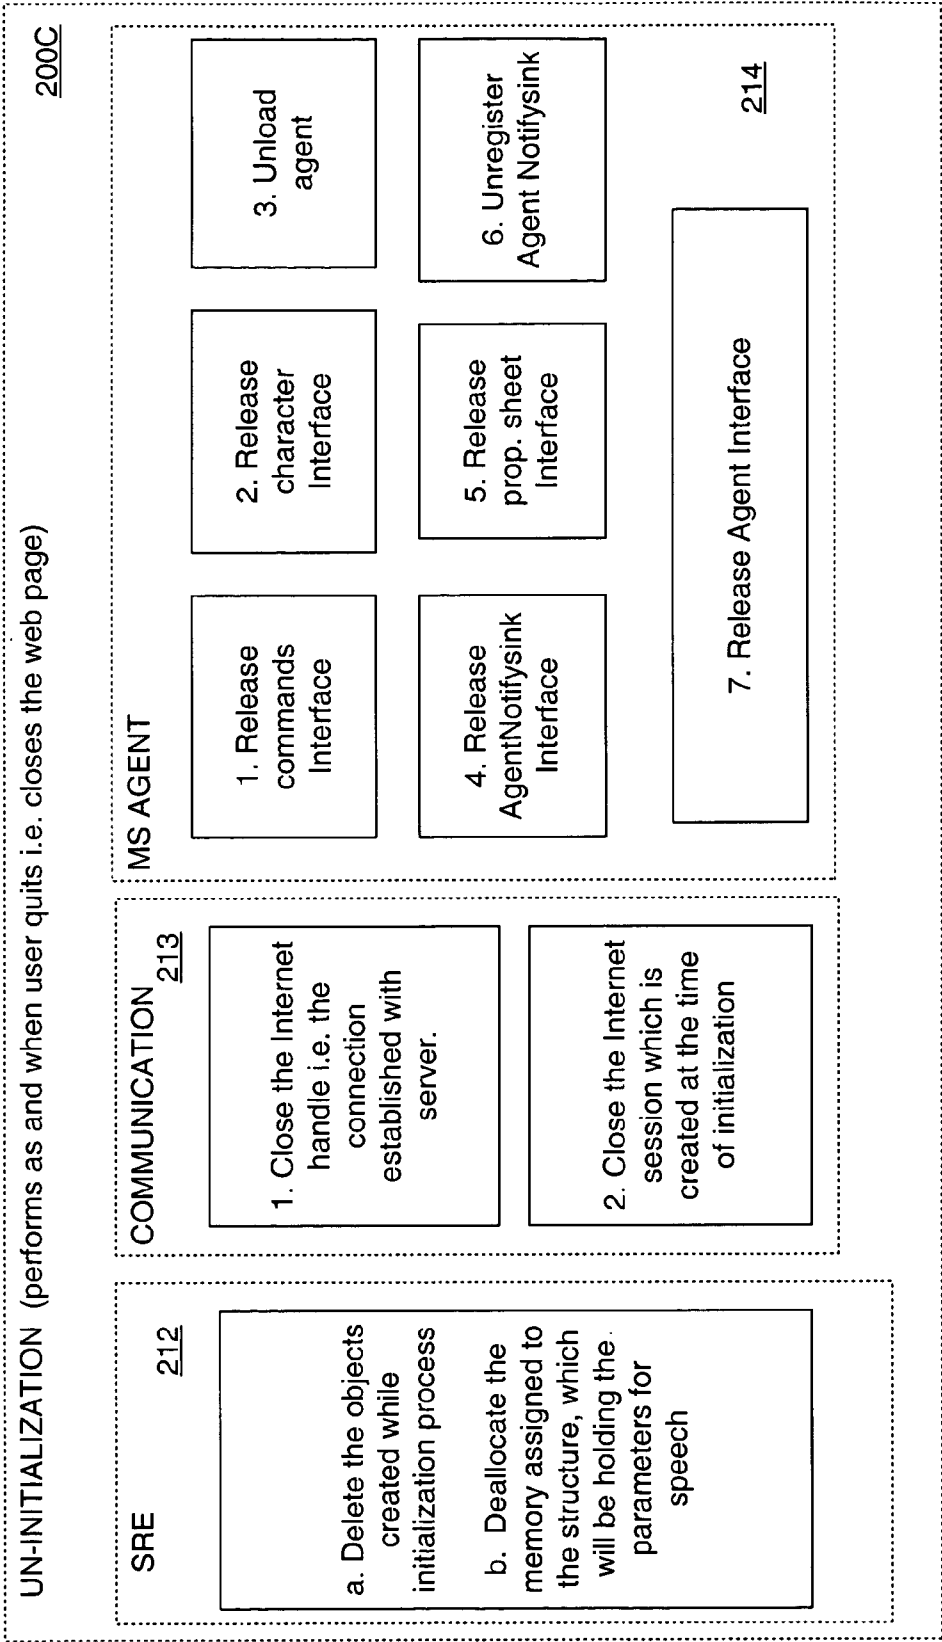 UN-INITIALIZATION (performs as and when user quits i.e. closes the web page)
200C
SRE
212
a. Delete the objects
created while
initialization process
b. Deallocate the
memory assigned to
the structure, which
will be holding the.
parameters for
speech
COMMUNICATION
213
1. Close the Internet
handle i.e. the
connection
established with
server.
2. Close the Internet
session which is
created at the time
of initialization
MS AGENT
1. Release
commands
Interface
2. Release
character
Interface
3. Unload
agent
4. Release
AgentNotifysink
Interface
5. Release
prop. sheet
Interface
6. Unregister
Agent Notifysink
7. Release Agent Interface
214